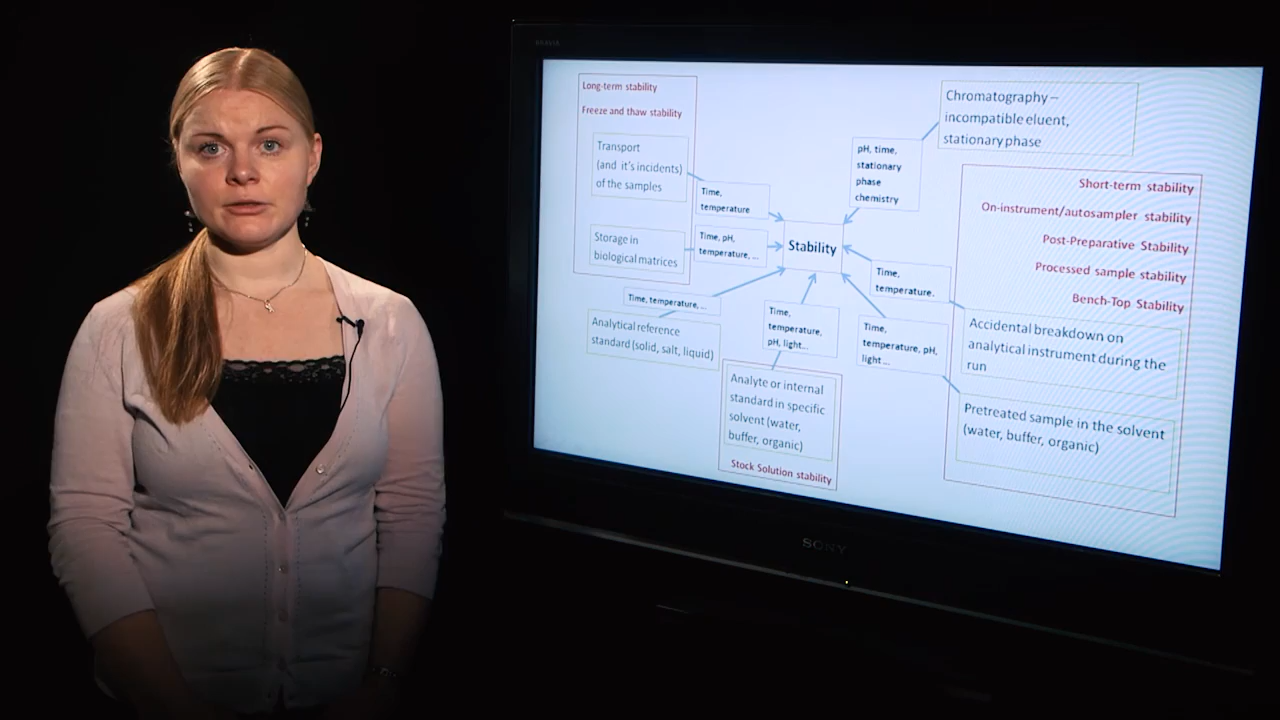 BRAVIA
Long-term stability
Freeze and thaw stability
Transport
(and it's incidents)
of the samples
Time,
temperature
Storage in
biological matrices
Time, pH,
temperature, ...
Time, temperature, ...
Analytical reference
standard (solid, salt, liquid)
Stability
pH, time,
stationary
phase
chemistry
Chromatography –
incompatible eluent,
stationary phase
Time,
temperature,
pH, light...
Analyte or internal
standard in specific
solvent (water,
buffer, organic)
Stock Solution stability
Time,
temperature.
Time,
temperature, pH,
light ...
Short-term stability
On-instrument/autosampler stability
Post-Preparative Stability
Processed sample stability
Bench-Top Stability
Accidental breakdown on
analytical instrument during the
run
Pretreated sample in the solvent
(water, buffer, organic)
SONY